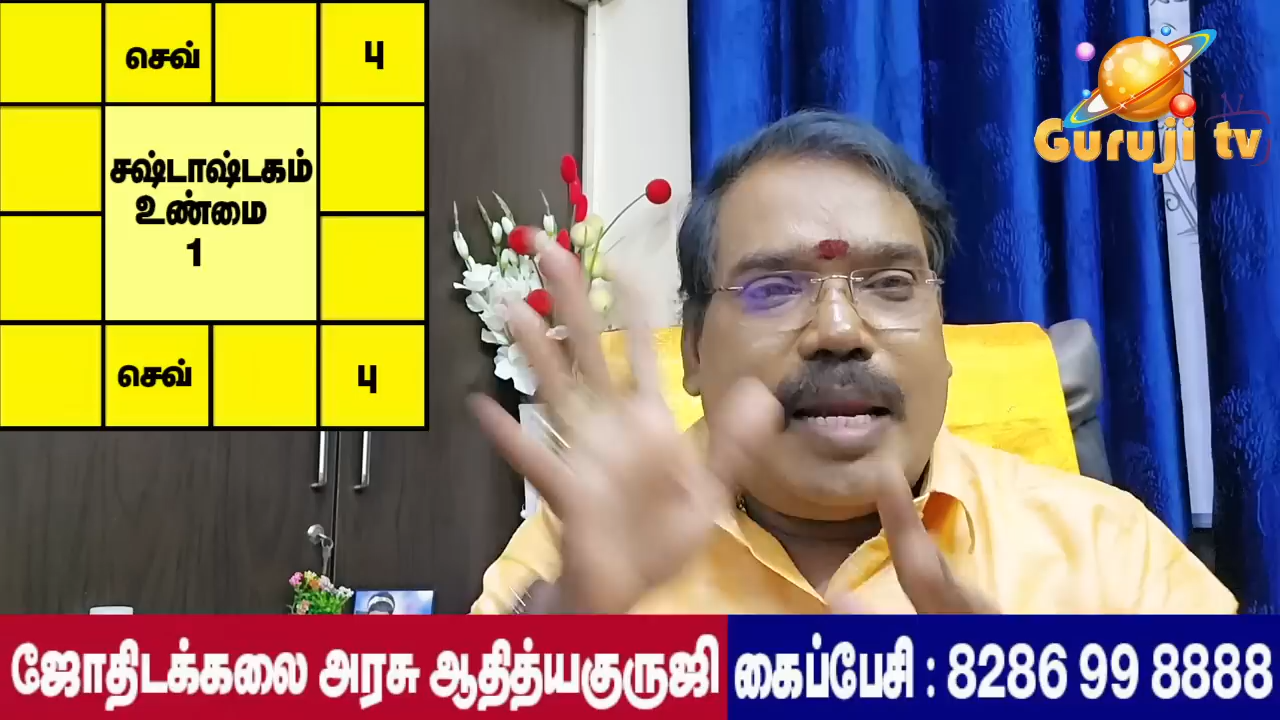 செவ்
பு
Guruji tv
சஷ்டாஷ்டகம்
உண்மை
1
செவ்
பு
ஜோதிடக்கலை அரசு ஆதித்யகுருஜி
கைப்பேசி : 8286 99 8888